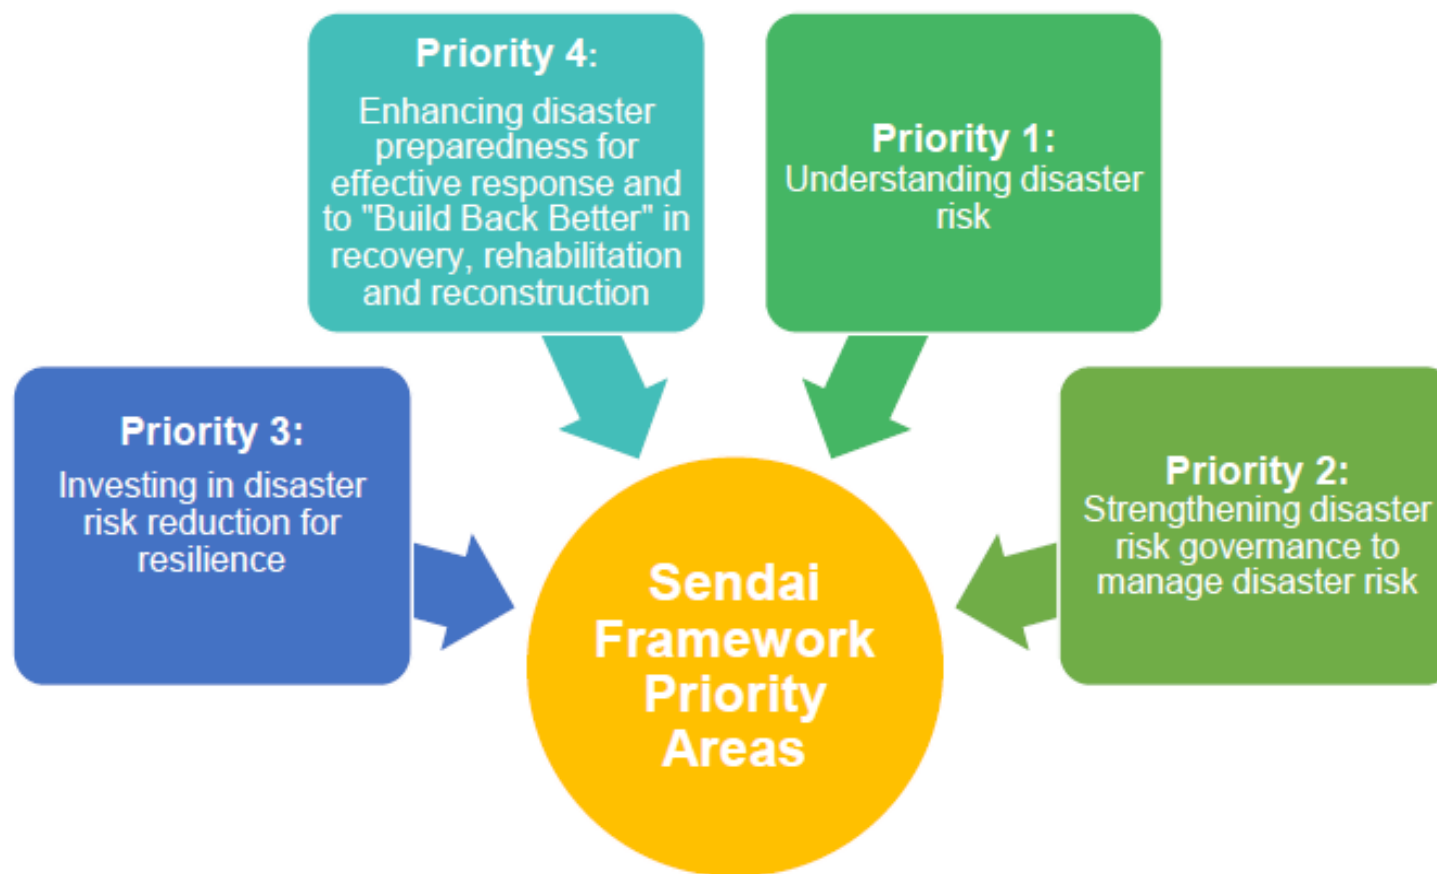 Priority 4:
Enhancing disaster
preparedness for
effective response and
to "Build Back Better" in
recovery, rehabilitation
and reconstruction
Priority 1:
Understanding disaster
risk
Priority 3:
Investing in disaster
risk reduction for
resilience
Priority 2:
Strengthening disaster
risk governance to
manage disaster risk
Sendai
Framework
Priority
Areas